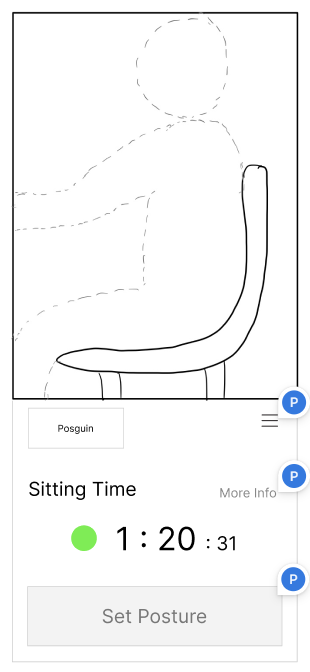 P
Posguin
P
Sitting Time
More Info
1 : 20 : 31
P
Set Posture